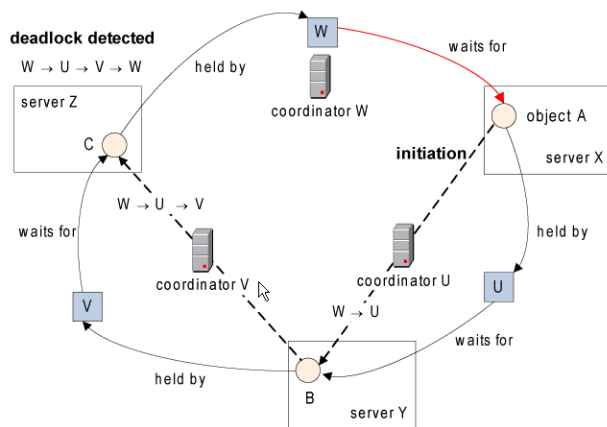 deadlock detected
W → U → V → W
held by
W
waits for
server Z
coordinator W
C
object A
server X
initiation
W → U → V
waits for
held by
coordinator V
coordinator U
V
U
W → U
waits for
held by
B
server Y